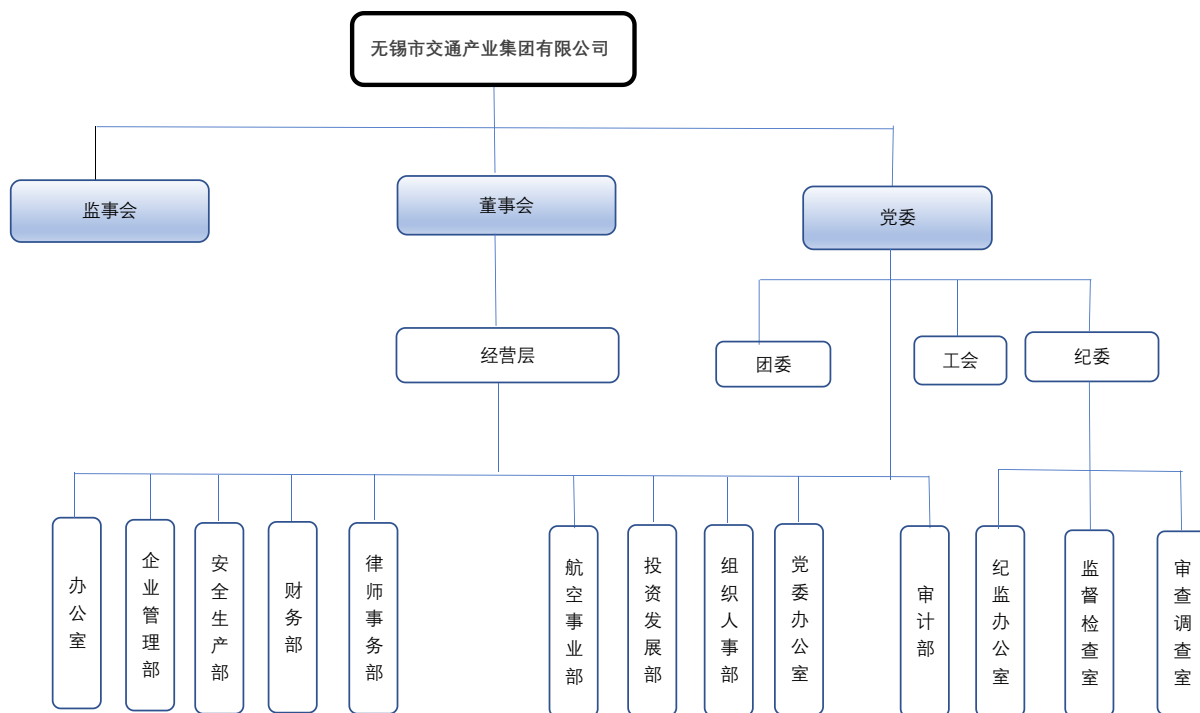 无锡市交通产业集团有限公司
监事会
董事会
党委
经营层
团委
工会
纪委
办公室
企业管理部
安全生产部
财务部
律师事务部
航空事业部
投资发展部
组织人事部
党委办公室
审计部
纪监办公室
监督检查室
审查调查室